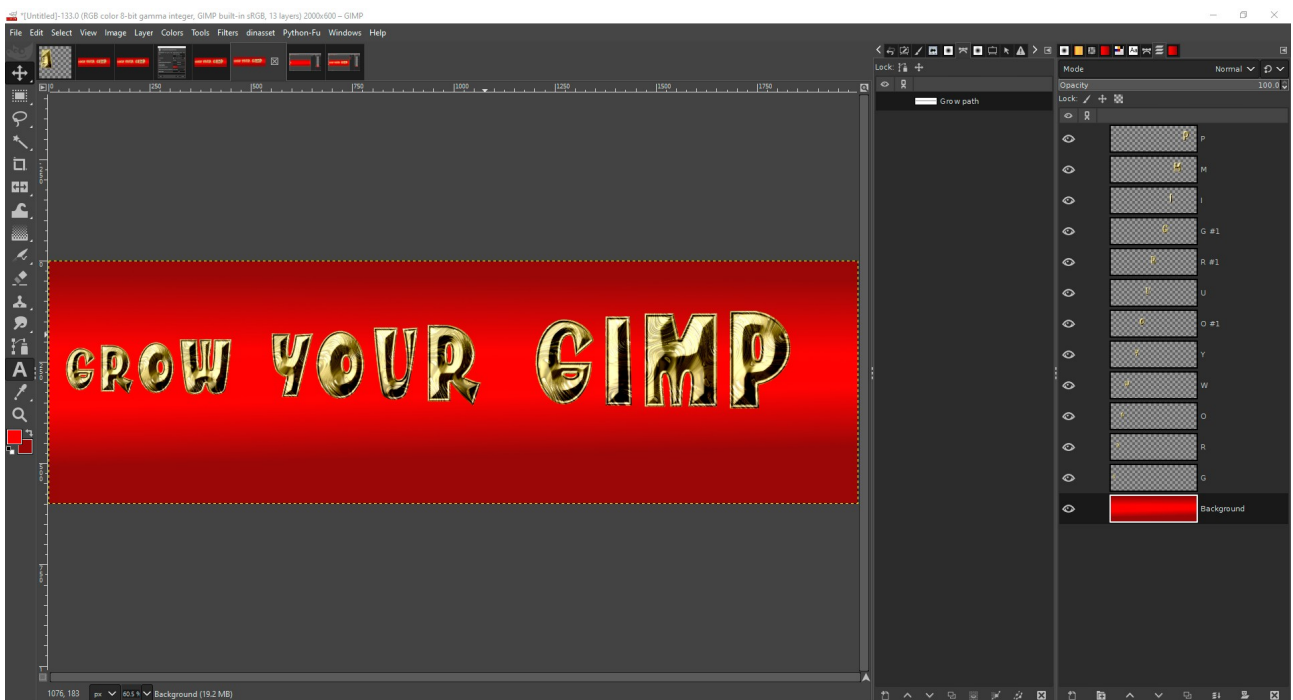 *[Untitled]-133.0 (RGB color 8-bit gamma integer, GIMP built-in sRGB, 13 layers) 2000x600 – GIMP
File Edit Select View Image Layer Colors Tools Filters dinasset Python-Fu Windows Help
Lock:
Mode Normal
Opacity 100.0
Lock:
0 250 500 750 1000 1250 1500 1750
Grow path
P
M
I
G #1
R #1
U
O #1
Y
W
O
R
G
Background
GROW YOUR GIMP
1076, 183 px 60.5 % Background (19.2 MB)